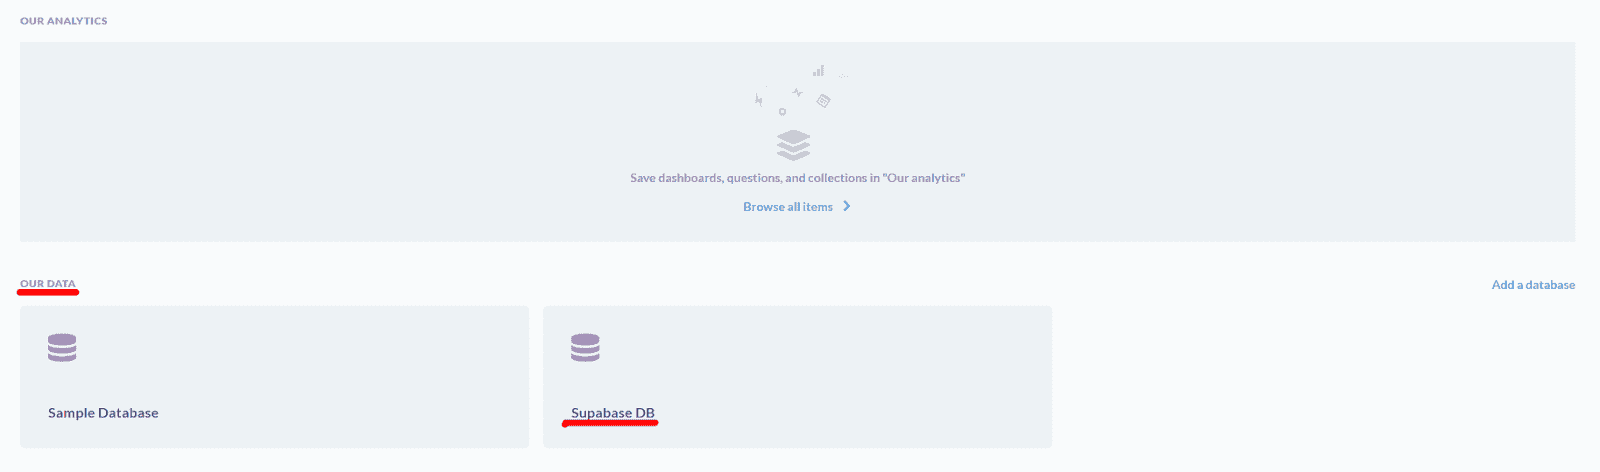 OUR ANALYTICS
Save dashboards, questions, and collections in "Our analytics"
Browse all items
OUR DATA
Add a database
Sample Database
Supabase DB